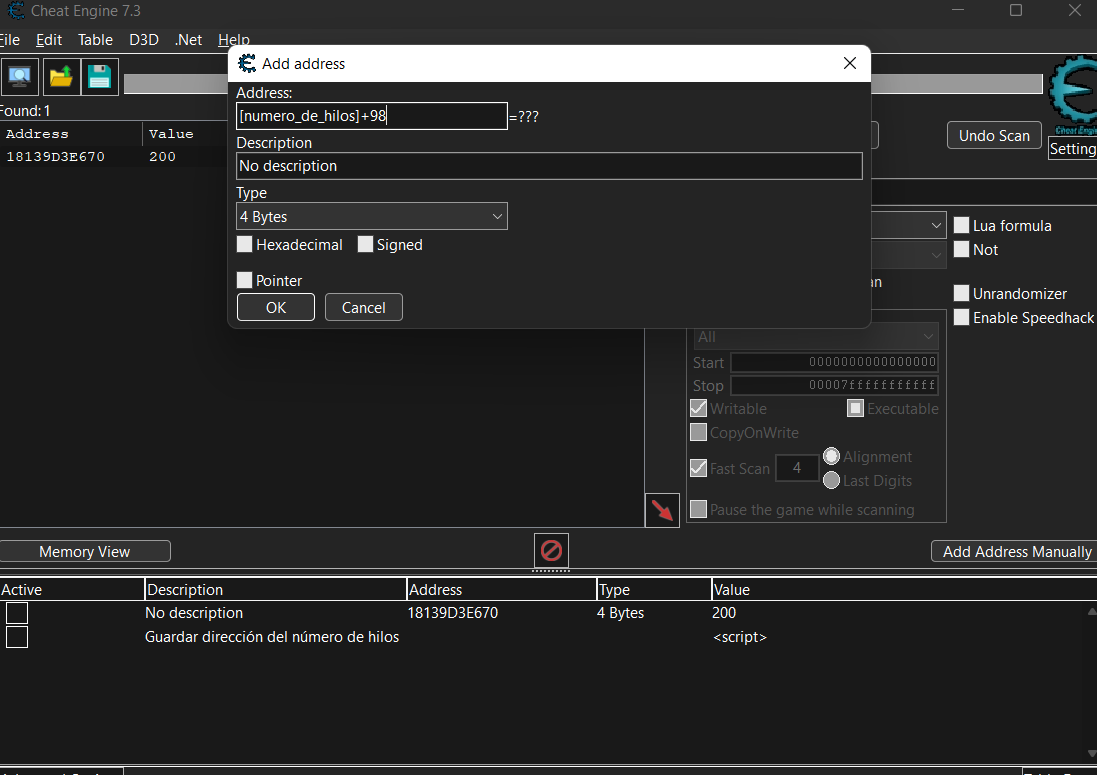 Cheat Engine 7.3
File Edit Table D3D .Net Help
Add address
Address:
[numero_de_hilos]+98 =???
Description
No description
Type
4 Bytes
Hexadecimal Signed
Pointer
OK Cancel
Found: 1
Address Value
18139D3E670 200
Undo Scan
Cheat Engine
Setting
Lua formula
Not
an
Unrandomizer
Enable Speedhack
All
Start 0000000000000000
Stop 00007fffffffffff
Writable Executable
CopyOnWrite
Fast Scan 4 Alignment
Last Digits
Pause the game while scanning
Memory View Add Address Manually
Active Description Address Type Value
No description 18139D3E670 4 Bytes 200
Guardar dirección del número de hilos <script>